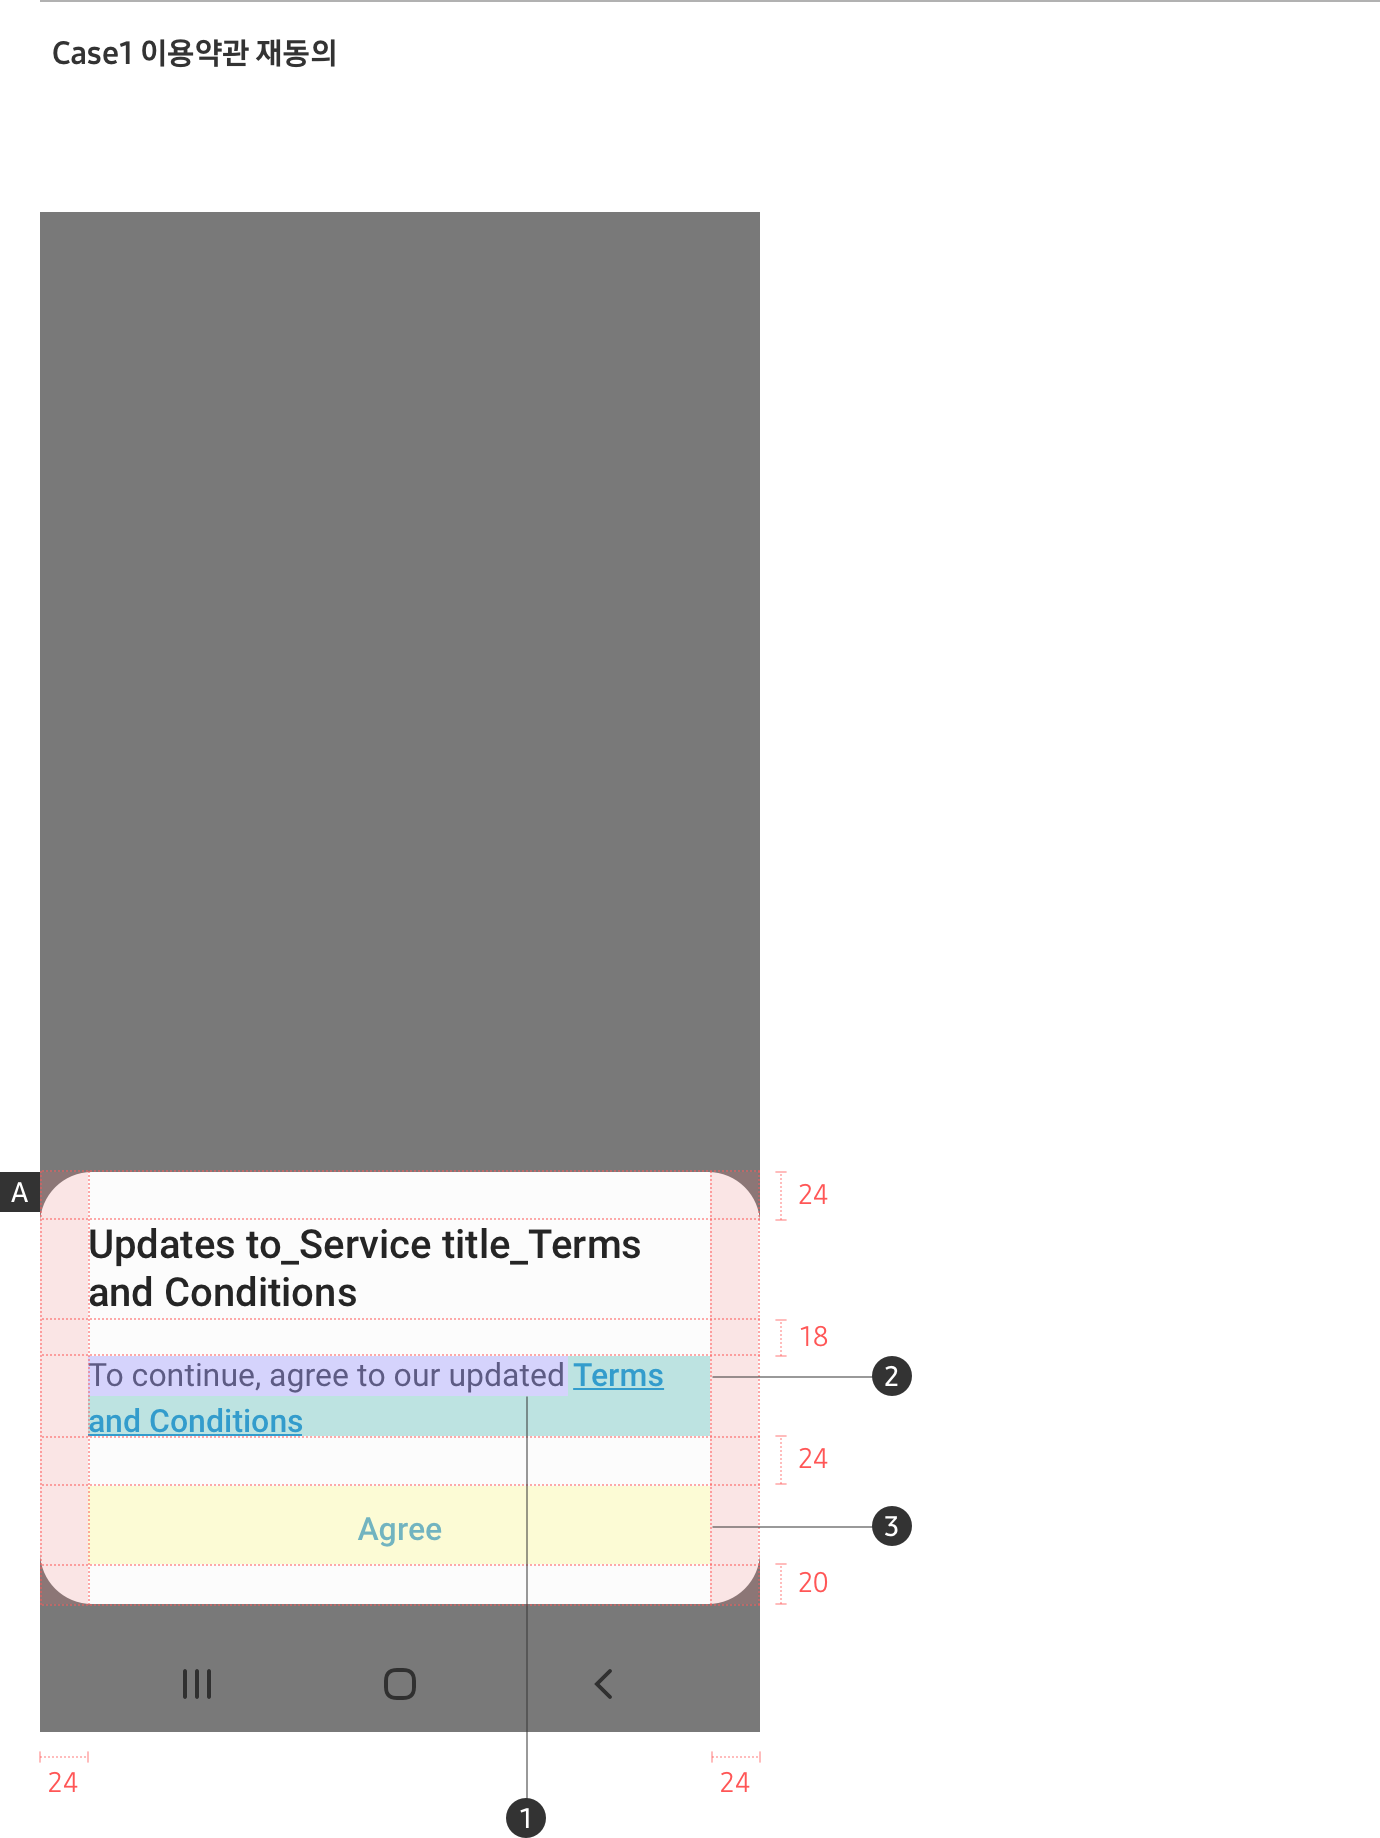 Case1 이용약관 재동의
A
24
Updates to_Service title_Terms
and Conditions
18
To continue, agree to our updated Terms
and Conditions
2
24
Agree
3
20
24
24
1